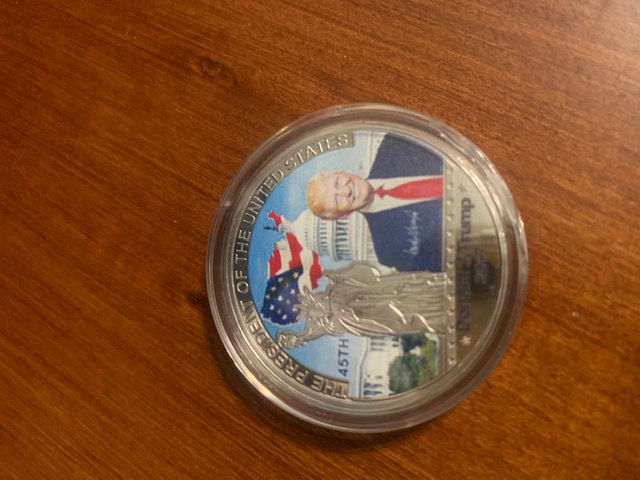 THE PRESIDENT OF THE UNITED STATES
45TH
Donald J. Trump